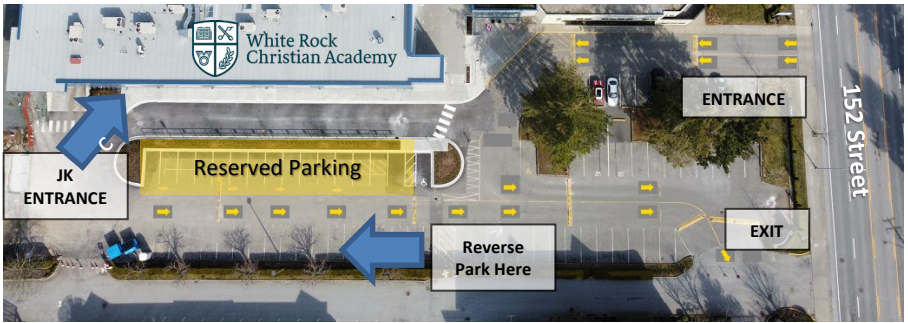 White Rock
Christian Academy
ENTRANCE
152 Street
Reserved Parking
JK
ENTRANCE
EXIT
Reverse
Park Here